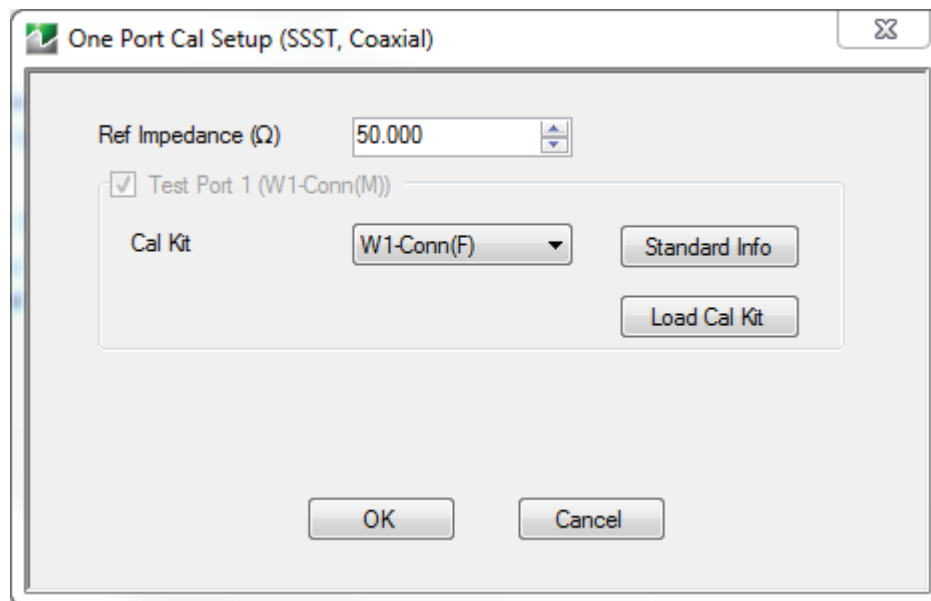 One Port Cal Setup (SSST, Coaxial)
Ref Impedance (Ω) 50.000
Test Port 1 (W1-Conn(M))
Cal Kit W1-Conn(F) Standard Info
Load Cal Kit
OK Cancel